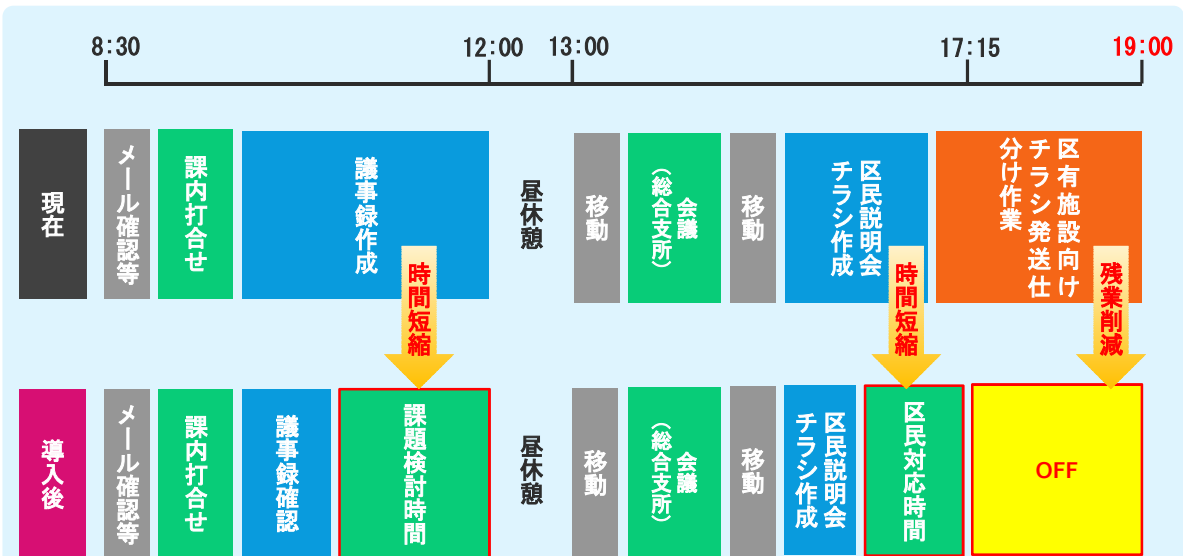 8:30
12:00
13:00
17:15
19:00
現在
メール確認等
課内打合せ
議事録作成
昼休憩
移動
会議
（総合支所）
移動
区民説明会
チラシ作成
区有施設向け
チラシ発送仕
分け作業
時間短縮
時間短縮
残業削減
導入後
メール確認等
課内打合せ
議事録確認
課題検討時間
昼休憩
移動
会議
（総合支所）
移動
区民説明会
チラシ作成
区民対応時間
OFF